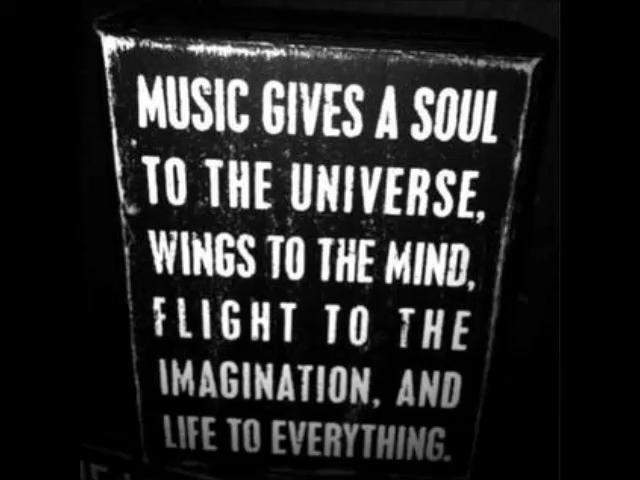 MUSIC GIVES A SOUL
TO THE UNIVERSE,
WINGS TO THE MIND,
FLIGHT TO THE
IMAGINATION, AND
LIFE TO EVERYTHING.